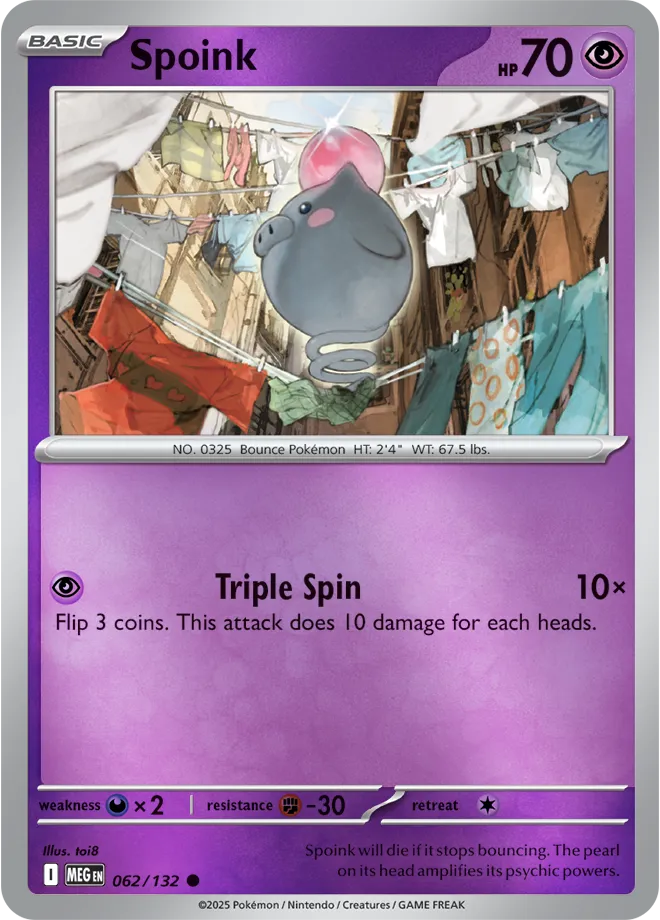 BASIC
Spoink
HP 70
NO. 0325 Bounce Pokémon HT: 2'4" WT: 67.5 lbs.
Triple Spin 10×
Flip 3 coins. This attack does 10 damage for each heads.
weakness ×2 resistance -30 retreat
Illus. toi8
Spoink will die if it stops bouncing. The pearl
on its head amplifies its psychic powers.
I MEG EN 062/132
©2025 Pokémon / Nintendo / Creatures / GAME FREAK